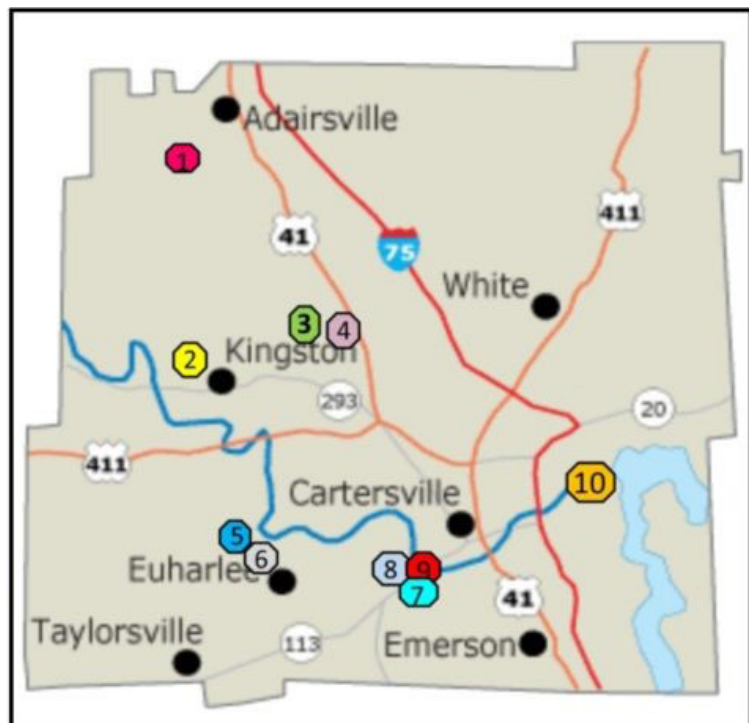 Adairsville
1
411
41
75
White
3
4
2
Kingston
293
20
411
10
Cartersville
5
6
8
9
Euharlee
7
41
Taylorsville
113
Emerson